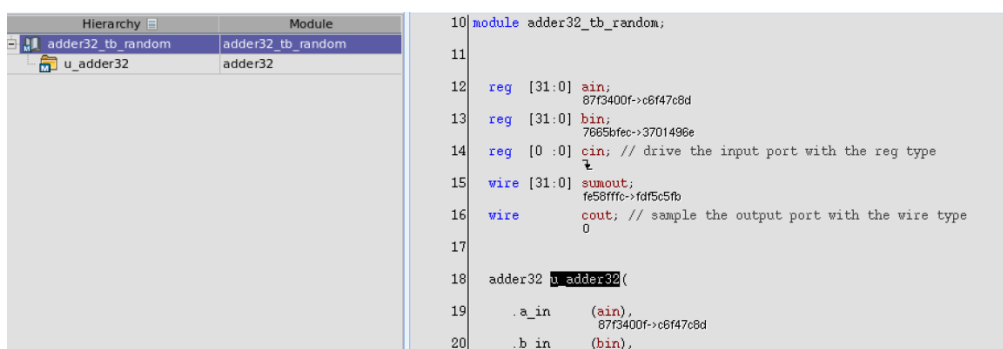 Hierarchy Module
adder32_tb_random adder32_tb_random
u_adder32 adder32
10 module adder32_tb_random;
11
12 reg [31:0] ain;
87f3400f->c6f47c8d
13 reg [31:0] bin;
7665bfec->3701496e
14 reg [0 :0] cin; // drive the input port with the reg type
15 wire [31:0] sumout;
fe58fffc->fdf5c5fb
16 wire cout; // sample the output port with the wire type
0
17
18 adder32 u_adder32(
19 .a_in (ain),
87f3400f->c6f47c8d
20 .b_in (bin),